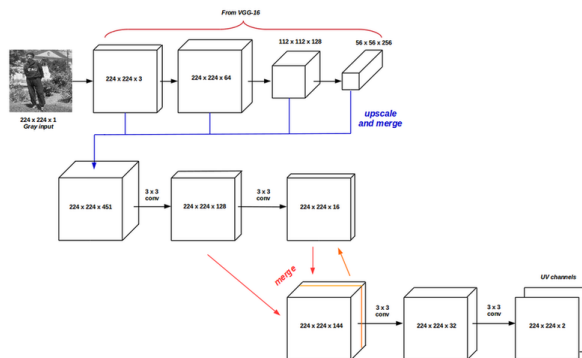 From VGG-16
112 x 112 x 128
56 x 56 x 256
224 x 224 x 3
224 x 224 x 64
224 x 224 x 1
Gray input
upscale
and merge
224 x 224 x 451
3 x 3
conv
224 x 224 x 128
3 x 3
conv
224 x 224 x 16
merge
UV channels
224 x 224 x 144
3 x 3
conv
224 x 224 x 32
3 x 3
conv
224 x 224 x 2